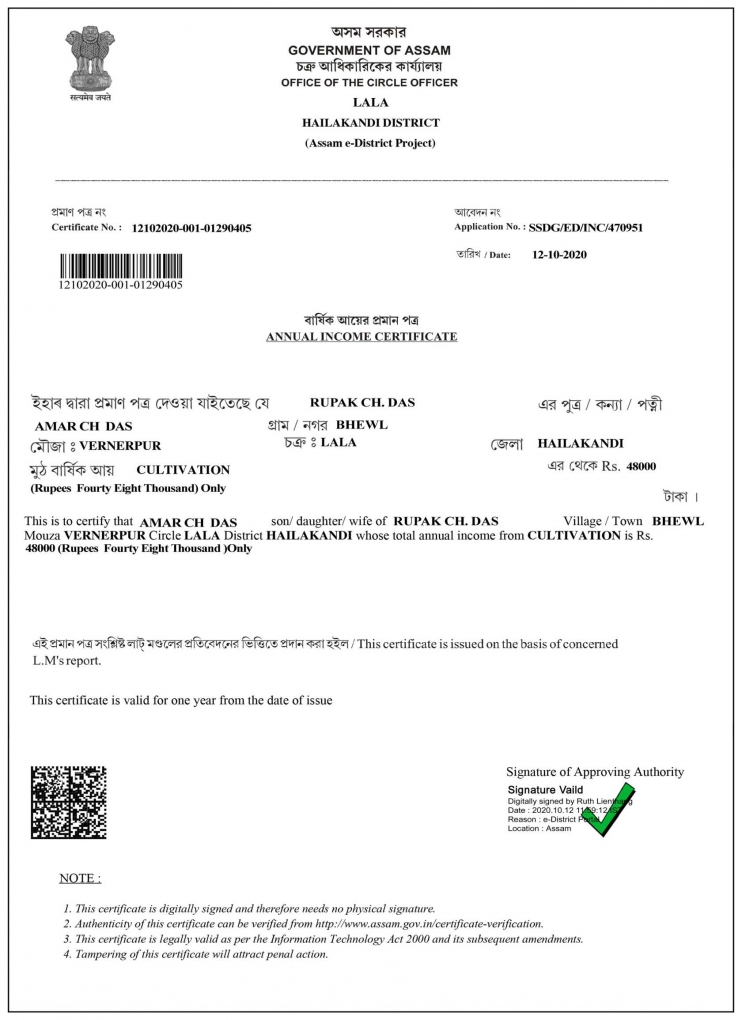 सत्यमेव जयते
অসম সরকার
GOVERNMENT OF ASSAM
চক্ৰ আধিকাৰিকের কাৰ্য্যালয়
OFFICE OF THE CIRCLE OFFICER
LALA
HAILAKANDI DISTRICT
(Assam e-District Project)
প্ৰমাণ পত্ৰ নং
Certificate No. : 12102020-001-01290405
আবেদন নং
Application No. : SSDG/ED/INC/470951
তারিখ / Date: 12-10-2020
12102020-001-01290405
বার্ষিক আয়ের প্রমান পত্র
ANNUAL INCOME CERTIFICATE
ইহাৰ দ্বাৰা প্ৰমাণ পত্ৰ দেওয়া যাইতেছে যে RUPAK CH. DAS এর পুত্র / কন্যা / পত্নী
AMAR CH DAS গ্রাম / নগর BHEWL
মৌজা : VERNERPUR চক্ৰ : LALA জেলা HAILAKANDI
মুঠ বার্ষিক আয় CULTIVATION এর থেকে Rs. 48000
(Rupees Fourty Eight Thousand) Only
টাকা ।
This is to certify that AMAR CH DAS son/ daughter/ wife of RUPAK CH. DAS Village / Town BHEWL
Mouza VERNERPUR Circle LALA District HAILAKANDI whose total annual income from CULTIVATION is Rs.
48000 (Rupees Fourty Eight Thousand )Only
এই প্রমান পত্র সংশ্লিষ্ট লাট্ মণ্ডলের প্রতিবেদনের ভিত্তিতে প্রদান করা হইল / This certificate is issued on the basis of concerned
L.M's report.
This certificate is valid for one year from the date of issue
Signature of Approving Authority
Signature Vaild
Digitally signed by Ruth Lienthang
Date : 2020.10.12 11:59:12
Reason : e-District Portal
Location : Assam
NOTE :
1. This certificate is digitally signed and therefore needs no physical signature.
2. Authenticity of this certificate can be verified from http://www.assam.gov.in/certificate-verification.
3. This certificate is legally valid as per the Information Technology Act 2000 and its subsequent amendments.
4. Tampering of this certificate will attract penal action.